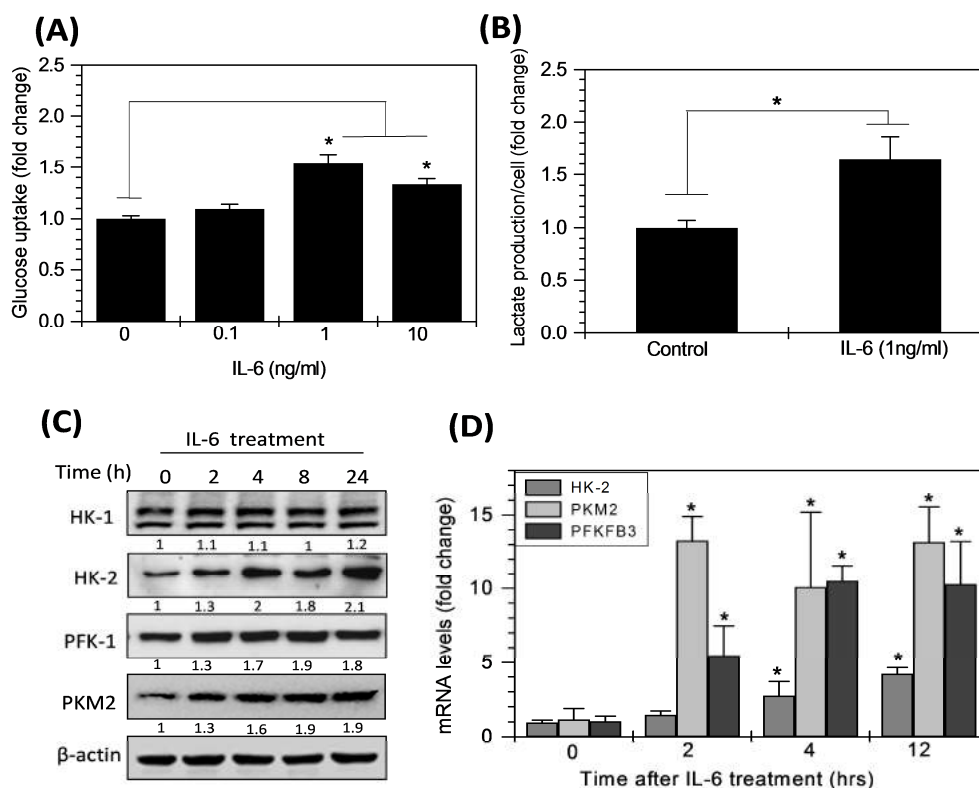 (A)
Glucose uptake (fold change)
2.5
2.0
1.5
1.0
0.5
0.0
*
*
0 0.1 1 10
IL-6 (ng/ml)
(B)
Lactate production/cell (fold change)
2.5
2.0
1.5
1.0
0.5
0.0
*
Control IL-6 (1ng/ml)
(C)
IL-6 treatment
Time (h) 0 2 4 8 24
HK-1
1 1.1 1.1 1 1.2
HK-2
1 1.3 2 1.8 2.1
PFK-1
1 1.3 1.7 1.9 1.8
PKM2
1 1.3 1.6 1.9 1.9
β-actin
(D)
mRNA levels (fold change)
15
10
5
0
HK-2
PKM2
PFKFB3
* *
* * *
* * *
0 2 4 12
Time after IL-6 treatment (hrs)